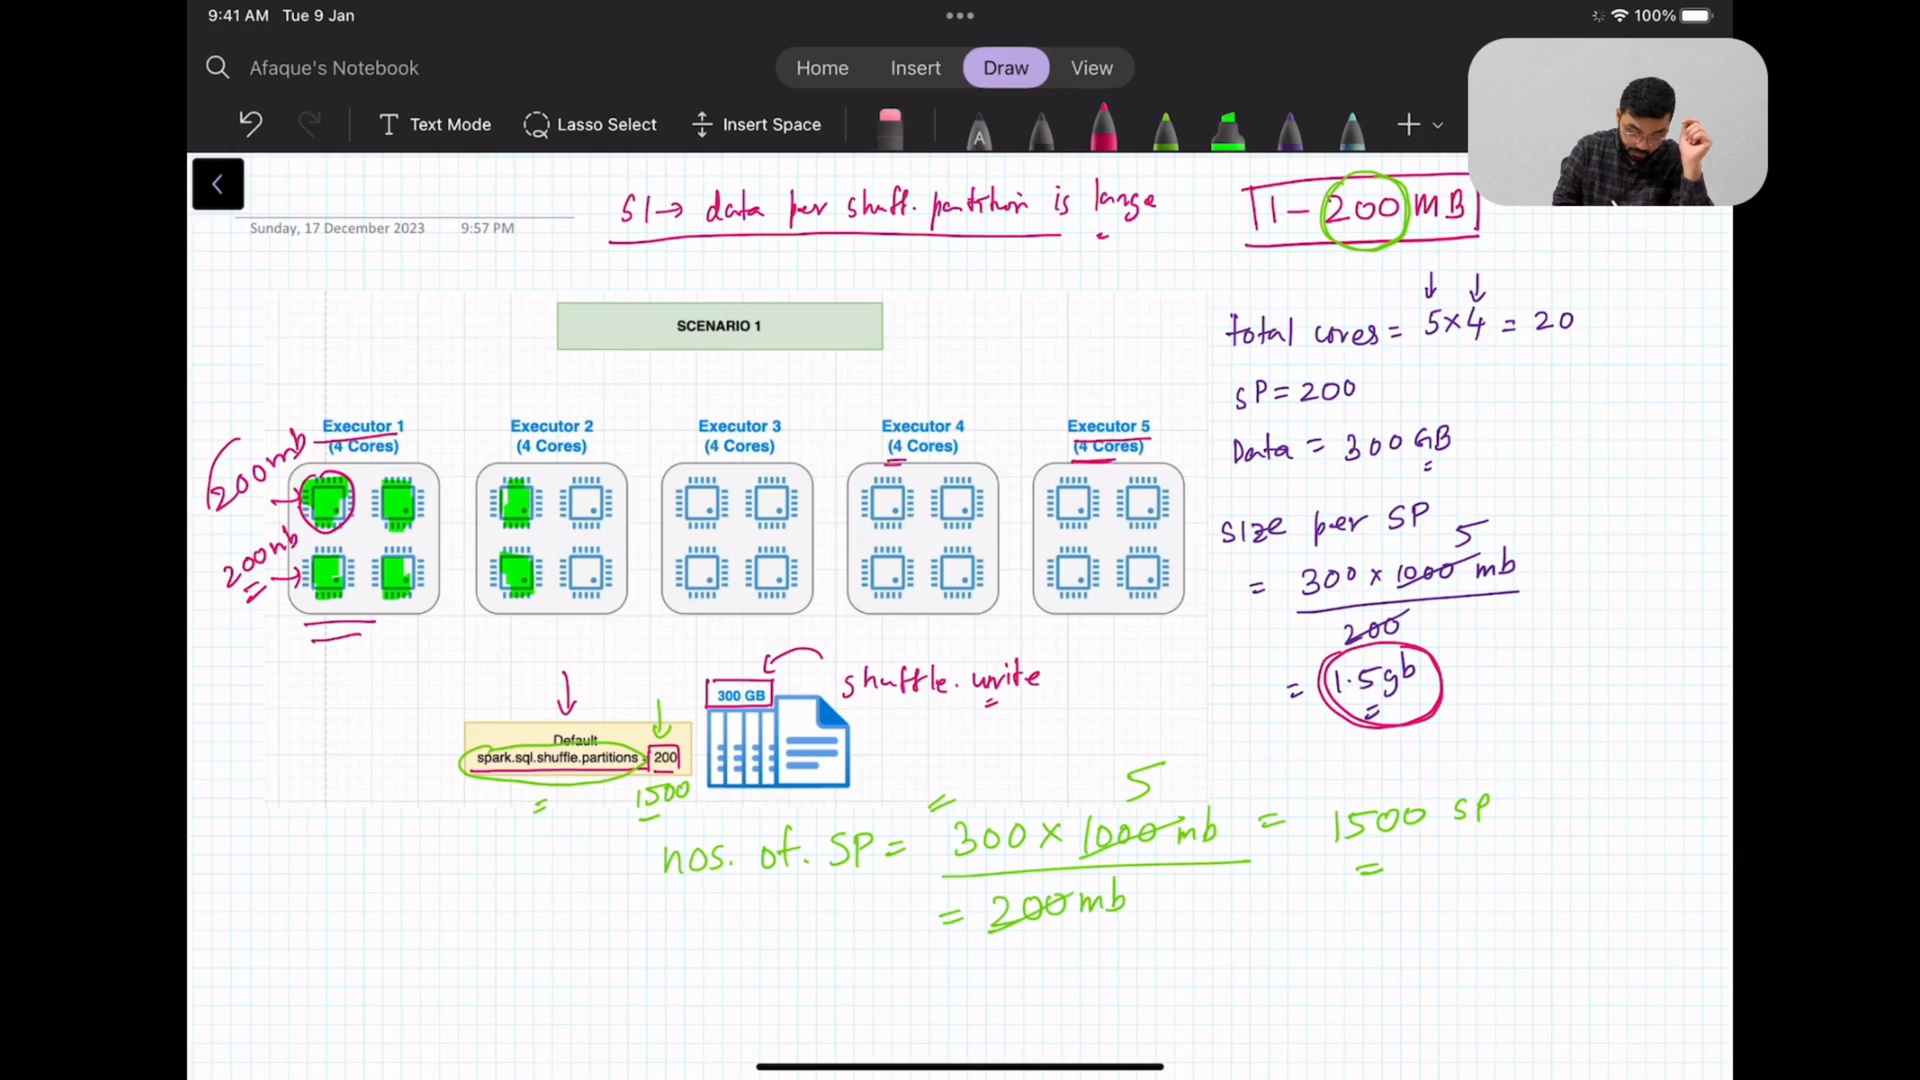 9:41 AM Tue 9 Jan
100%
Afaque's Notebook
Home Insert Draw View
Text Mode Lasso Select Insert Space
A
S1→ data per shuff. partition is large
1 - 200 MB
Sunday, 17 December 2023 9:57 PM
SCENARIO 1
total cores = 5x4 = 20
SP = 200
Data = 300 GB
size per SP
5
= 300 x 1000 mb
200
= 1.5gb
Executor 1
(4 Cores)
Executor 2
(4 Cores)
Executor 3
(4 Cores)
Executor 4
(4 Cores)
Executor 5
(4 Cores)
200mb
200mb
300 GB
shuffle.write
Default
spark.sql.shuffle.partitions 200
= 1500
5
nos. of. SP = 300 x 1000 mb = 1500 SP
= 200 mb